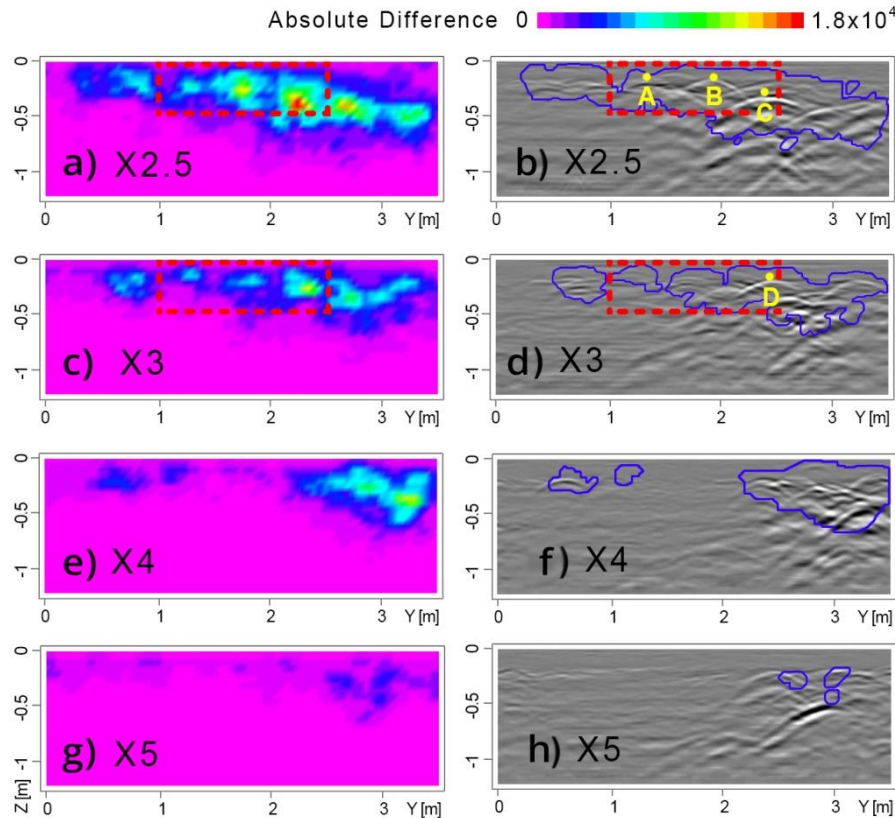 Absolute Difference 0 1.8x10⁴
0
-0.5
-1
a) X2.5
0 1 2 3 Y [m]
0
-0.5
-1
A B C
b) X2.5
0 1 2 3 Y [m]
0
-0.5
-1
c) X3
0 1 2 3 Y [m]
0
-0.5
-1
D
d) X3
0 1 2 3 Y [m]
0
-0.5
-1
e) X4
0 1 2 3 Y [m]
0
-0.5
-1
f) X4
0 1 2 3 Y [m]
0
-0.5
-1
Z [m]
g) X5
0 1 2 3 Y [m]
0
-0.5
-1
h) X5
0 1 2 3 Y [m]